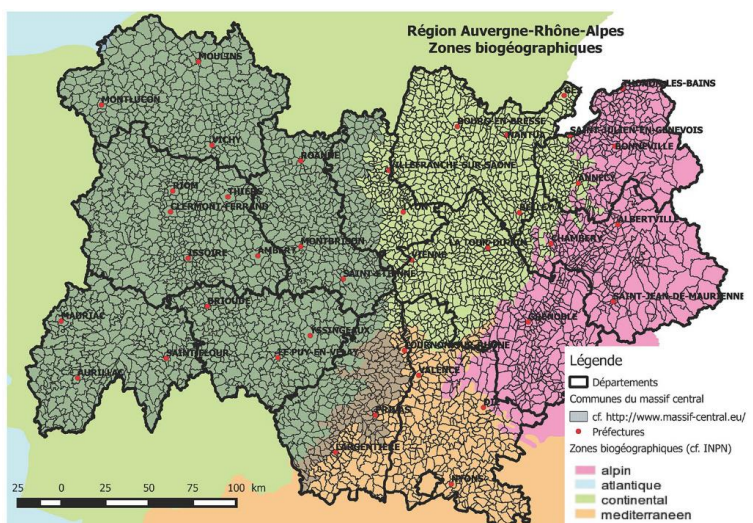 Région Auvergne-Rhône-Alpes
Zones biogéographiques
MOULINS
MONTLUCON
VICHY
ROANNE
BOURG-EN-BRESSE
NANTUA
GEX
THONON-LES-BAINS
SAINT-JULIEN-EN-GENEVOIS
BONNEVILLE
VILLEFRANCHE-SUR-SAONE
ANNECY
RIOM
THIERS
CLERMONT-FERRAND
LYON
BELLEY
ALBERTVILLE
CHAMBERY
ISSOIRE
AMBERT
MONTBRISON
LA TOUR-DU-PIN
VIENNE
SAINT-ETIENNE
SAINT-JEAN-DE-MAURIENNE
BRIOUDE
MAURIAC
GRENOBLE
YSSINGEAUX
SAINT-FLOUR
LE-PUY-EN-VELAY
TOURNON-SUR-RHONE
AURILLAC
VALENCE
DIE
PRIVAS
LARGENTIERE
NYONS
Légende
Départements
Communes du massif central
cf. http://www.massif-central.eu/
Préfectures
Zones biogéographiques (cf. INPN)
alpin
atlantique
continental
mediterraneen
25 0 25 50 75 100 km